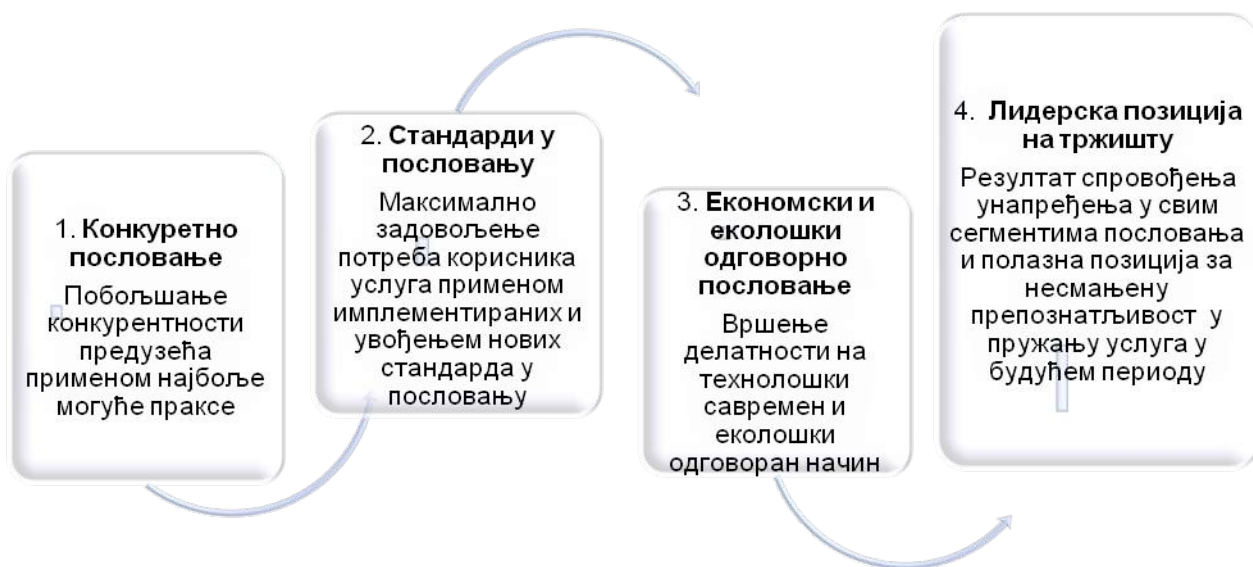 1. Конкуретно
пословање
Побољшање
конкурентности
предузећа
применом најбоље
могуће праксе
2. Стандарди у
пословању
Максимално
задовољење
потреба корисника
услуга применом
имплементираних и
увођењем нових
стандарда у
пословању
3. Економски и
еколошки
одговорно
пословање
Вршење
делатности на
технолошки
савремен и
еколошки
одговоран начин
4. Лидерска позиција
на тржишту
Резултат спровођења
унапређења у свим
сегментима пословања
и полазна позиција за
несмањену
препознатљивост у
пружању услуга у
будућем периоду